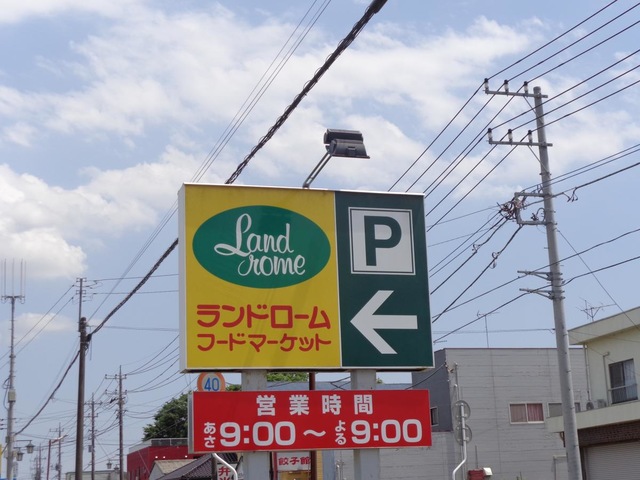 Land
rome
ランドローム
フードマーケット
P
40
営業時間
あさ9:00～よる9:00
餃子館